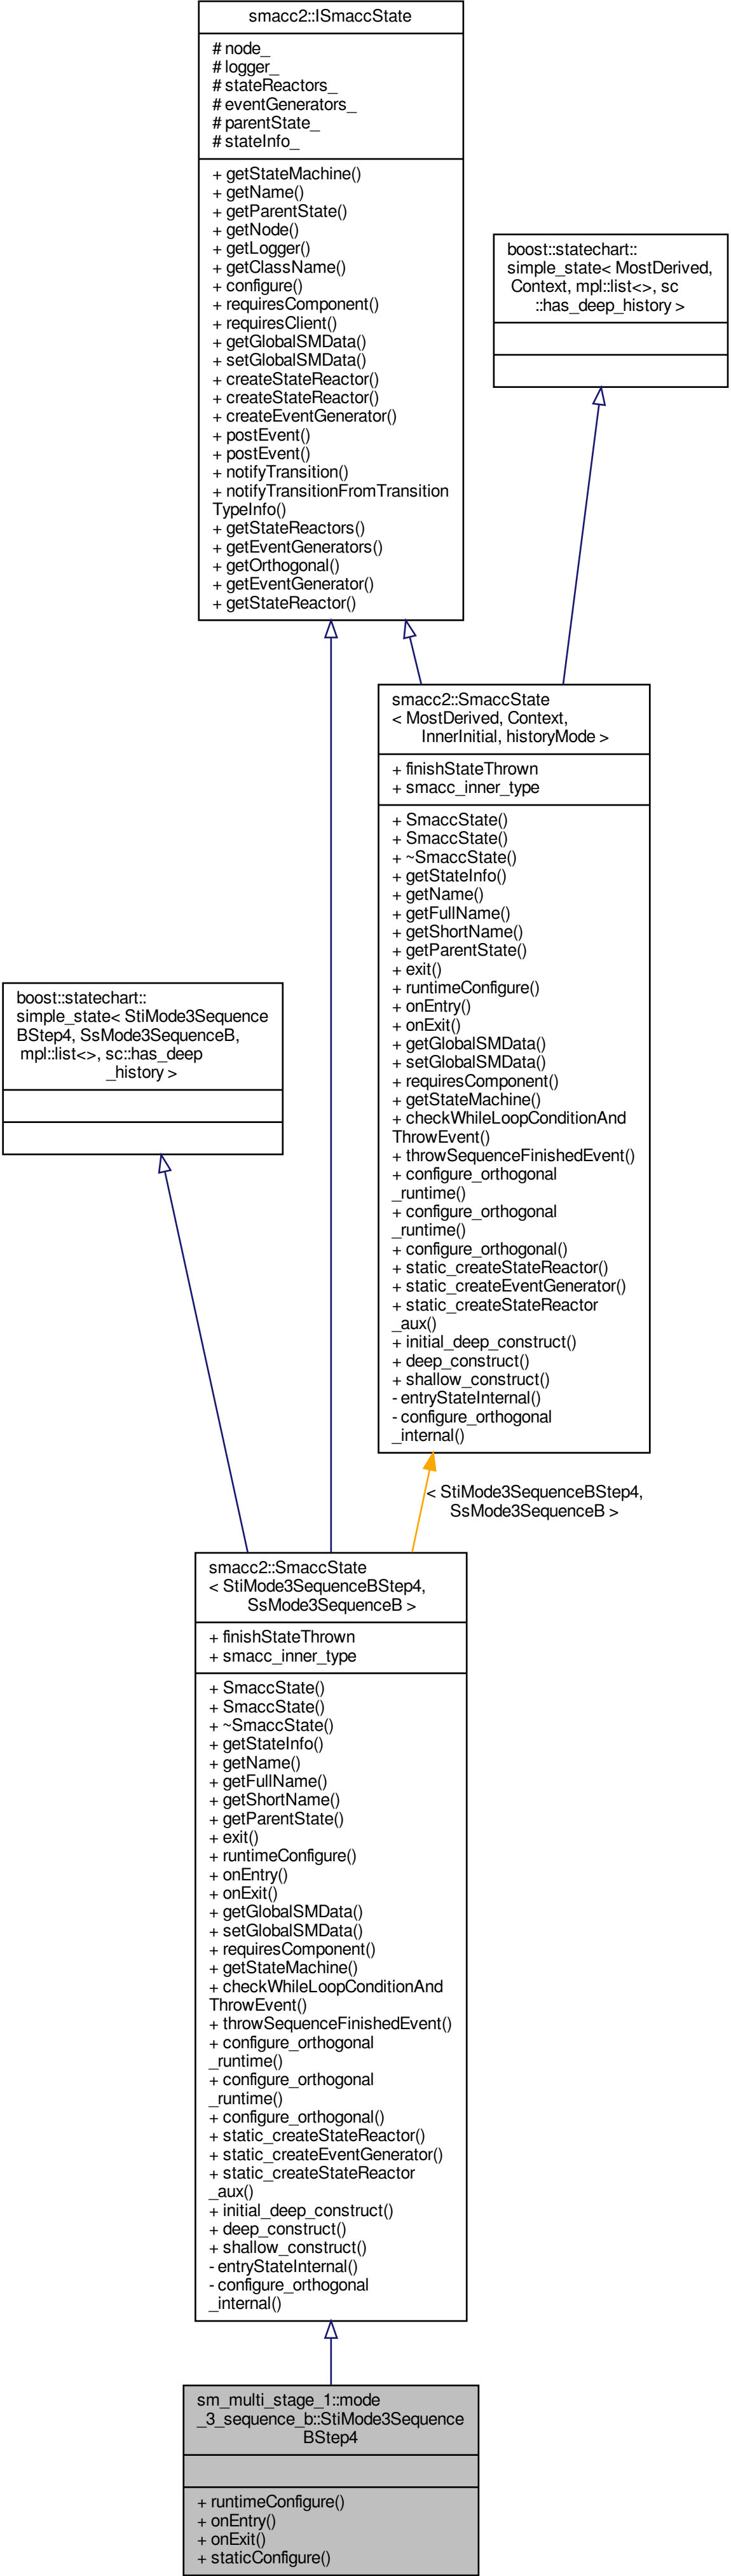 smacc2::ISmaccState
# node_
# logger_
# stateReactors_
# eventGenerators_
# parentState_
# stateInfo_
+ getStateMachine()
+ getName()
+ getParentState()
+ getNode()
+ getLogger()
+ getClassName()
+ configure()
+ requiresComponent()
+ requiresClient()
+ getGlobalSMData()
+ setGlobalSMData()
+ createStateReactor()
+ createStateReactor()
+ createEventGenerator()
+ postEvent()
+ postEvent()
+ notifyTransition()
+ notifyTransitionFromTransition
TypeInfo()
+ getStateReactors()
+ getEventGenerators()
+ getOrthogonal()
+ getEventGenerator()
+ getStateReactor()
boost::statechart::
simple_state< MostDerived,
Context, mpl::list<>, sc
::has_deep_history >
smacc2::SmaccState
< MostDerived, Context,
InnerInitial, historyMode >
+ finishStateThrown
+ smacc_inner_type
+ SmaccState()
+ SmaccState()
+ ~SmaccState()
+ getStateInfo()
+ getName()
+ getFullName()
+ getShortName()
+ getParentState()
+ exit()
+ runtimeConfigure()
+ onEntry()
+ onExit()
+ getGlobalSMData()
+ setGlobalSMData()
+ requiresComponent()
+ getStateMachine()
+ checkWhileLoopConditionAnd
ThrowEvent()
+ throwSequenceFinishedEvent()
+ configure_orthogonal
_runtime()
+ configure_orthogonal
_runtime()
+ configure_orthogonal()
+ static_createStateReactor()
+ static_createEventGenerator()
+ static_createStateReactor
_aux()
+ initial_deep_construct()
+ deep_construct()
+ shallow_construct()
- entryStateInternal()
- configure_orthogonal
_internal()
boost::statechart::
simple_state< StiMode3Sequence
BStep4, SsMode3SequenceB,
mpl::list<>, sc::has_deep
_history >
< StiMode3SequenceBStep4,
SsMode3SequenceB >
smacc2::SmaccState
< StiMode3SequenceBStep4,
SsMode3SequenceB >
+ finishStateThrown
+ smacc_inner_type
+ SmaccState()
+ SmaccState()
+ ~SmaccState()
+ getStateInfo()
+ getName()
+ getFullName()
+ getShortName()
+ getParentState()
+ exit()
+ runtimeConfigure()
+ onEntry()
+ onExit()
+ getGlobalSMData()
+ setGlobalSMData()
+ requiresComponent()
+ getStateMachine()
+ checkWhileLoopConditionAnd
ThrowEvent()
+ throwSequenceFinishedEvent()
+ configure_orthogonal
_runtime()
+ configure_orthogonal
_runtime()
+ configure_orthogonal()
+ static_createStateReactor()
+ static_createEventGenerator()
+ static_createStateReactor
_aux()
+ initial_deep_construct()
+ deep_construct()
+ shallow_construct()
- entryStateInternal()
- configure_orthogonal
_internal()
sm_multi_stage_1::mode
_3_sequence_b::StiMode3Sequence
BStep4
+ runtimeConfigure()
+ onEntry()
+ onExit()
+ staticConfigure()